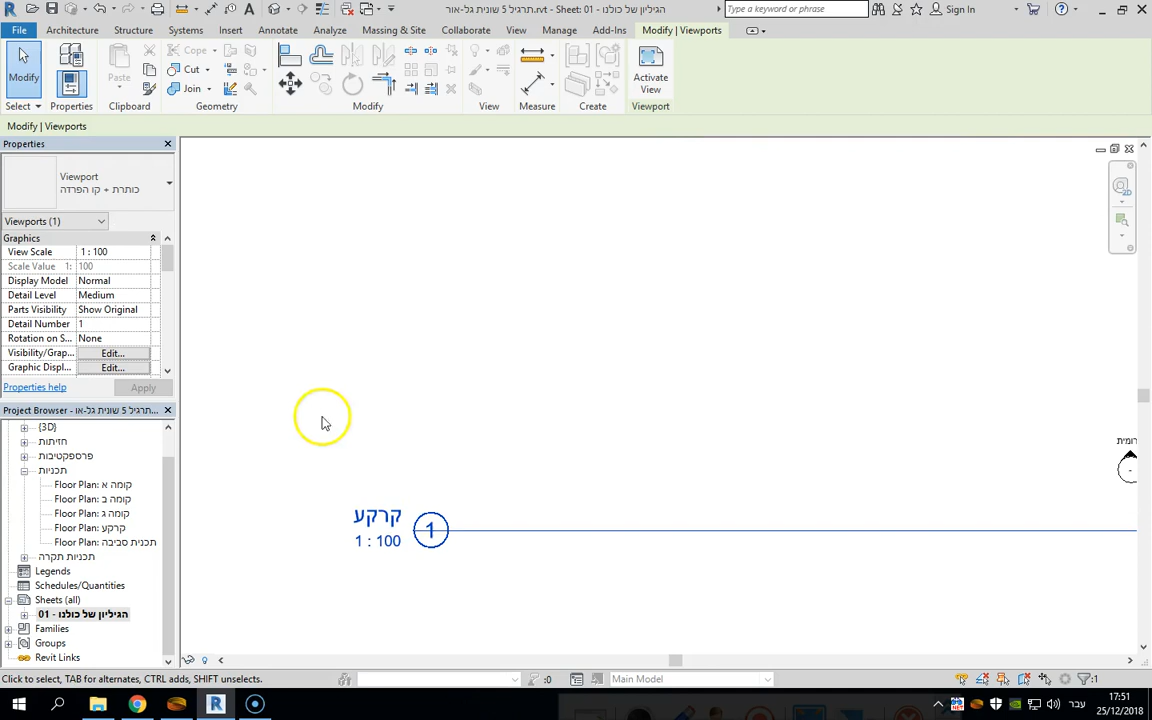 תרגיל 5 שונית גל-אור.rvt - Sheet: 01 - הגיליון של כולנו
Type a keyword or phrase
Sign In
File Architecture Structure Systems Insert Annotate Analyze Massing & Site Collaborate View Manage Add-Ins Modify | Viewports
Modify
Paste
Cope
Cut
Join
Activate
View
Select Properties Clipboard Geometry Modify View Measure Create Viewport
Modify | Viewports
Properties
Viewport
כותרת + קו הפרדה
Viewports (1)
Graphics
View Scale 1 : 100
Scale Value 1: 100
Display Model Normal
Detail Level Medium
Parts Visibility Show Original
Detail Number 1
Rotation on S... None
Visibility/Grap... Edit...
Graphic Displ... Edit...
Properties help
Apply
Project Browser - תרגיל 5 שונית גל-או...
{3D}
חזיתות
פרספקטיבות
תכניות
Floor Plan: קומה א
Floor Plan: קומה ב
Floor Plan: קומה ג
Floor Plan: קרקע
Floor Plan: תכנית סביבה
תכניות תקרה
Legends
Schedules/Quantities
Sheets (all)
01 - הגיליון של כולנו
Families
Groups
Revit Links
קרקע
1 : 100
1
Click to select, TAB for alternates, CTRL adds, SHIFT unselects.
:0
Main Model
:1
עבר
17:51
25/12/2018